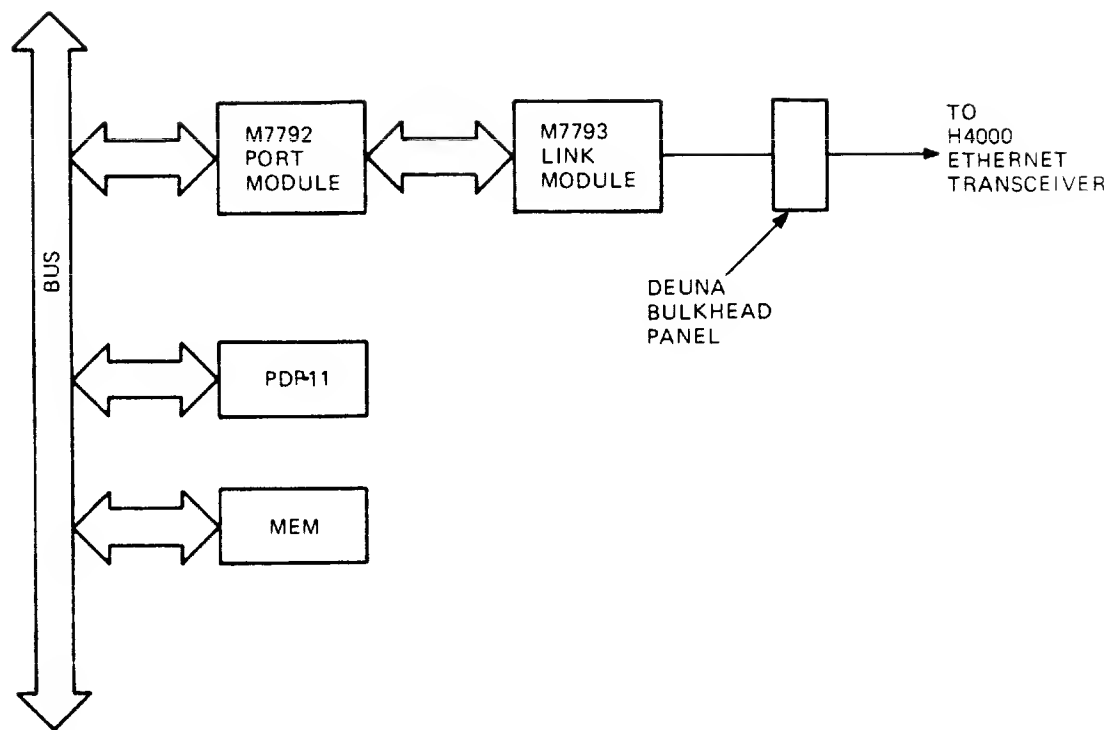 M7792
PORT
MODULE
M7793
LINK
MODULE
TO
H4000
ETHERNET
TRANSCEIVER
BUS
DEUNA
BULKHEAD
PANEL
PDP-11
MEM